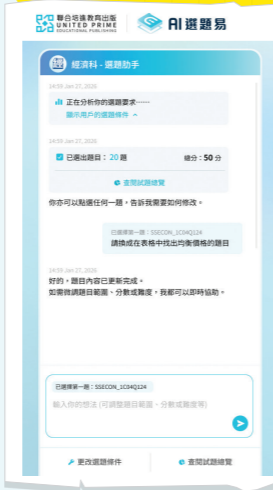 聯合培進教育出版
UNITED PRIME
EDUCATIONAL PUBLISHING
AI 選題易
經濟科 - 選題助手
14:59 Jan 27, 2026
正在分析你的選題要求——
顯示用戶的選題條件
14:59 Jan 27, 2026
已選出題目：20 題 總分：50 分
查閱試題總覽
你亦可以點選任何一題，告訴我需要如何修改。
已選擇第一題：SSECON_1C04Q124
請換成在表格中找出均衡價格的題目
14:59 Jan 27, 2026
好的，題目內容已更新完成。
如需微調題目範圍、分數或難度，我都可以即時協助。
已選擇第一題：SSECON_1C04Q124
輸入你的想法 (可調整題目範圍、分數或難度等)
更改選題條件
查閱試題總覽